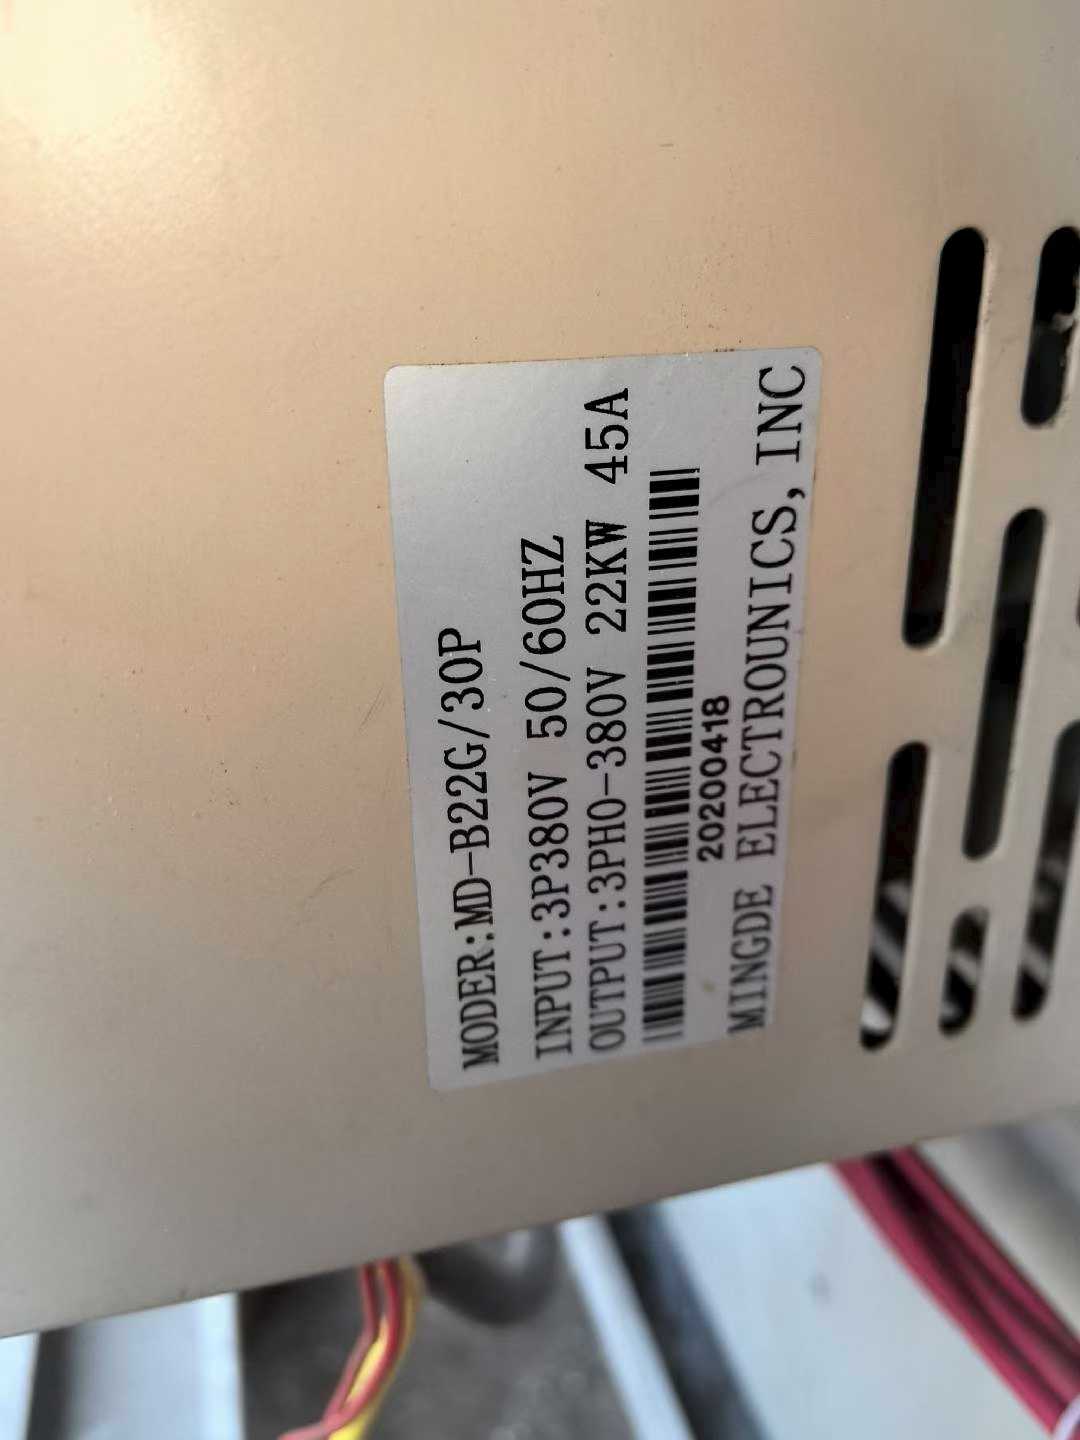 MODER:MD-B22G/30P
INPUT:3P380V 50/60HZ
OUTPUT:3PH0-380V 22KW 45A
20200418
MINGDE ELECTROUNICS, INC